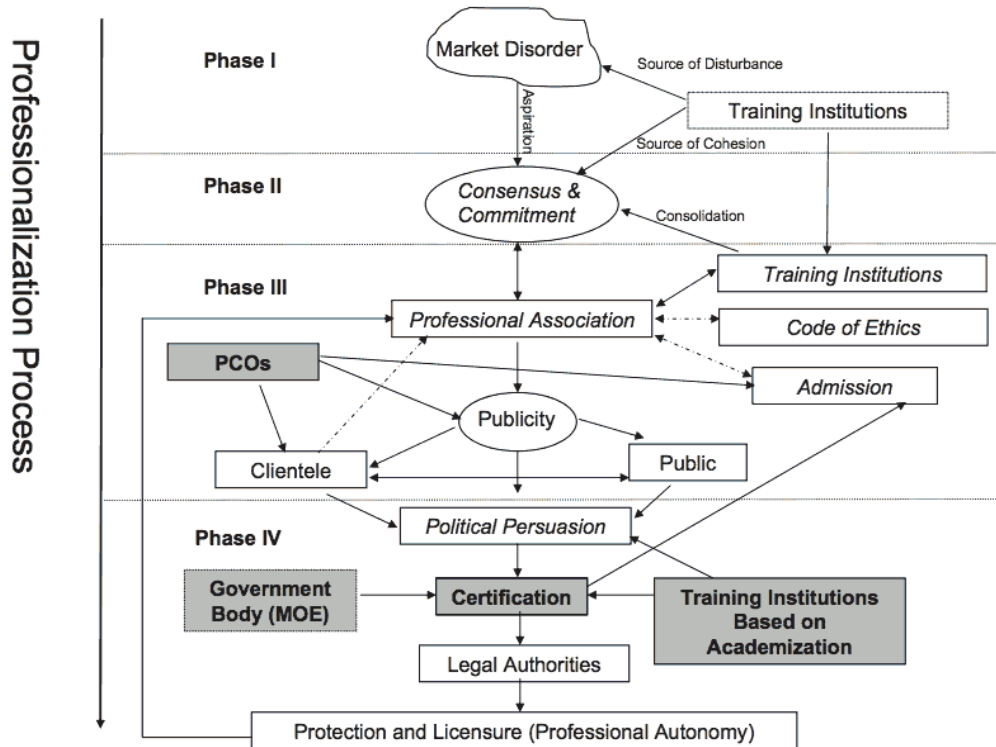 Professionalization Process
Phase I
Market Disorder
Source of Disturbance
Training Institutions
Aspiration
Source of Cohesion
Phase II
Consensus &
Commitment
Consolidation
Phase III
Training Institutions
Professional Association
Code of Ethics
PCOs
Admission
Publicity
Clientele
Public
Political Persuasion
Phase IV
Government
Body (MOE)
Certification
Training Institutions
Based on
Academization
Legal Authorities
Protection and Licensure (Professional Autonomy)